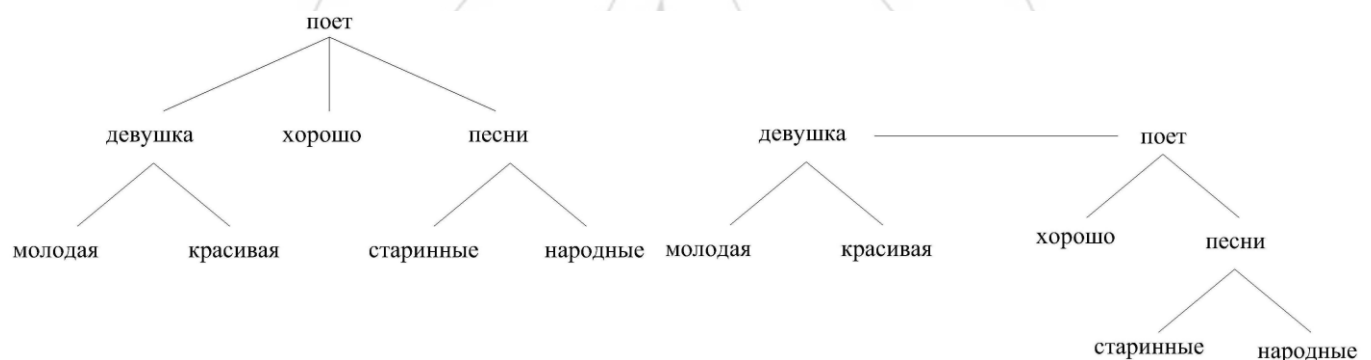 поет
девушка хорошо песни
молодая красивая старинные народные
девушка поет
молодая красивая хорошо песни
старинные народные